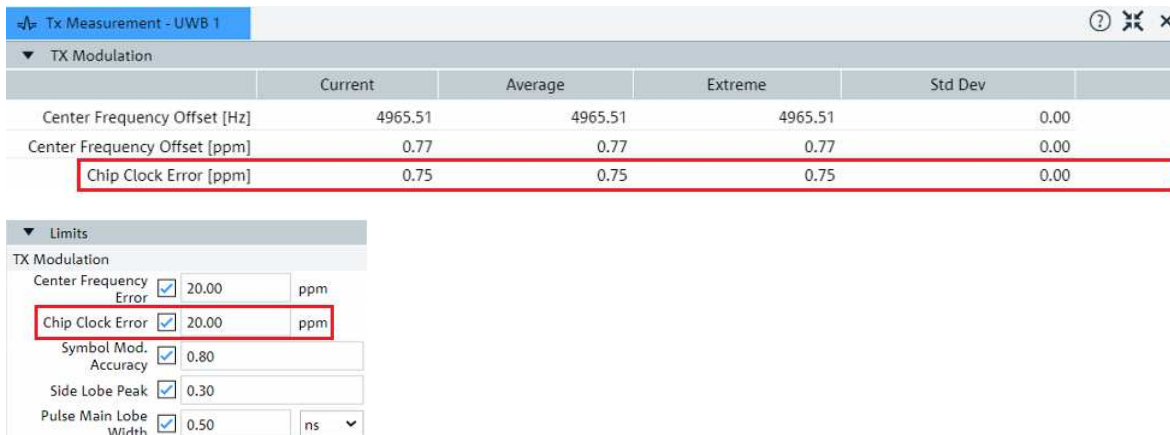 Tx Measurement - UWB 1
TX Modulation
Current Average Extreme Std Dev
Center Frequency Offset [Hz] 4965.51 4965.51 4965.51 0.00
Center Frequency Offset [ppm] 0.77 0.77 0.77 0.00
Chip Clock Error [ppm] 0.75 0.75 0.75 0.00
Limits
TX Modulation
Center Frequency
Error 20.00 ppm
Chip Clock Error 20.00 ppm
Symbol Mod.
Accuracy 0.80
Side Lobe Peak 0.30
Pulse Main Lobe
Width 0.50 ns